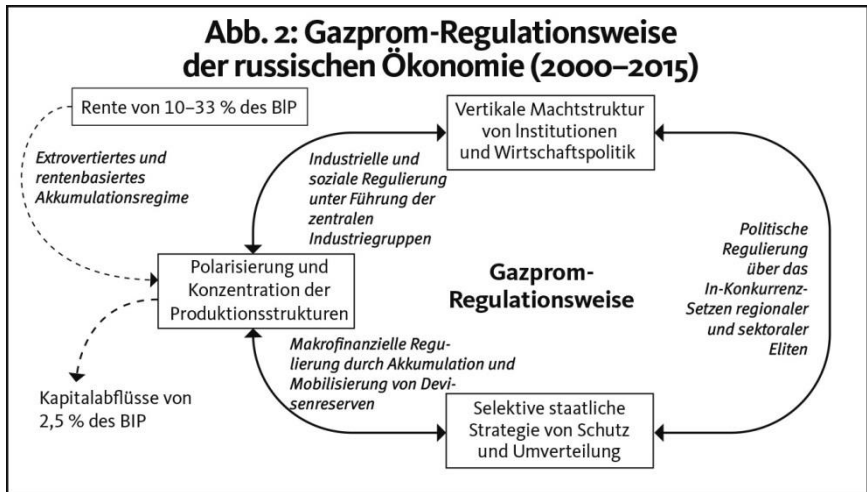 Abb. 2: Gazprom-Regulationsweise
der russischen Ökonomie (2000–2015)
Rente von 10–33 % des BIP
Extrovertiertes und
rentenbasiertes
Akkumulationsregime
Industrielle und
soziale Regulierung
unter Führung der
zentralen
Industriegruppen
Vertikale Machtstruktur
von Institutionen
und Wirtschaftspolitik
Polarisierung und
Konzentration der
Produktionsstrukturen
Gazprom-
Regulationsweise
Politische
Regulierung
über das
In-Konkurrenz-
Setzen regionaler
und sektoraler
Eliten
Makrofinanzielle Regu-
lierung durch Akkumulation und
Mobilisierung von Devi-
senreserven
Kapitalabflüsse von
2,5 % des BIP
Selektive staatliche
Strategie von Schutz
und Umverteilung